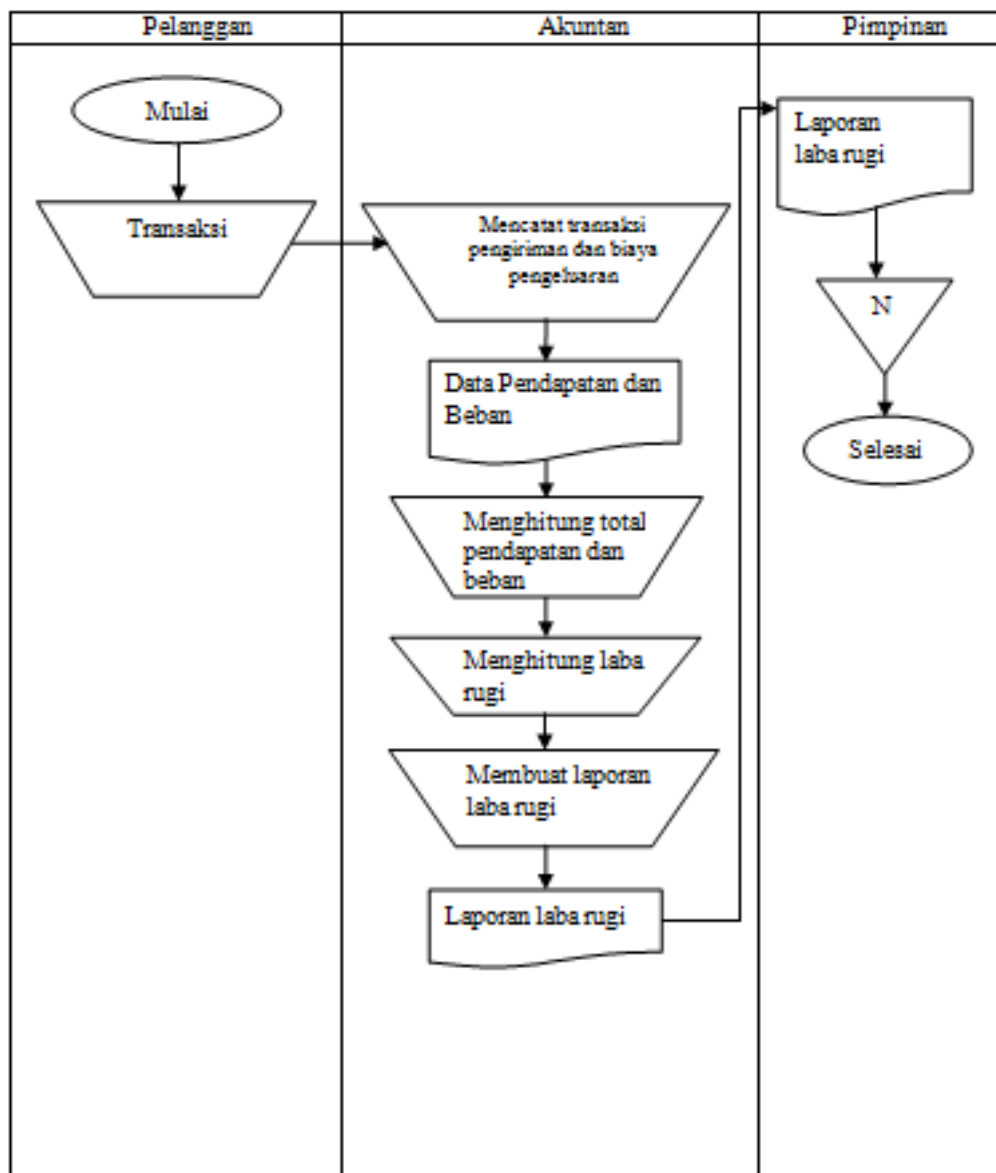 Pelanggan
Akuntan
Pimpinan
Mulai
Transaksi
Mencatat transaksi
pengiriman dan biaya
pengeluaran
Data Pendapatan dan
Beban
Menghitung total
pendapatan dan
beban
Menghitung laba
rugi
Membuat laporan
laba rugi
Laporan laba rugi
Laporan
laba rugi
N
Selesai